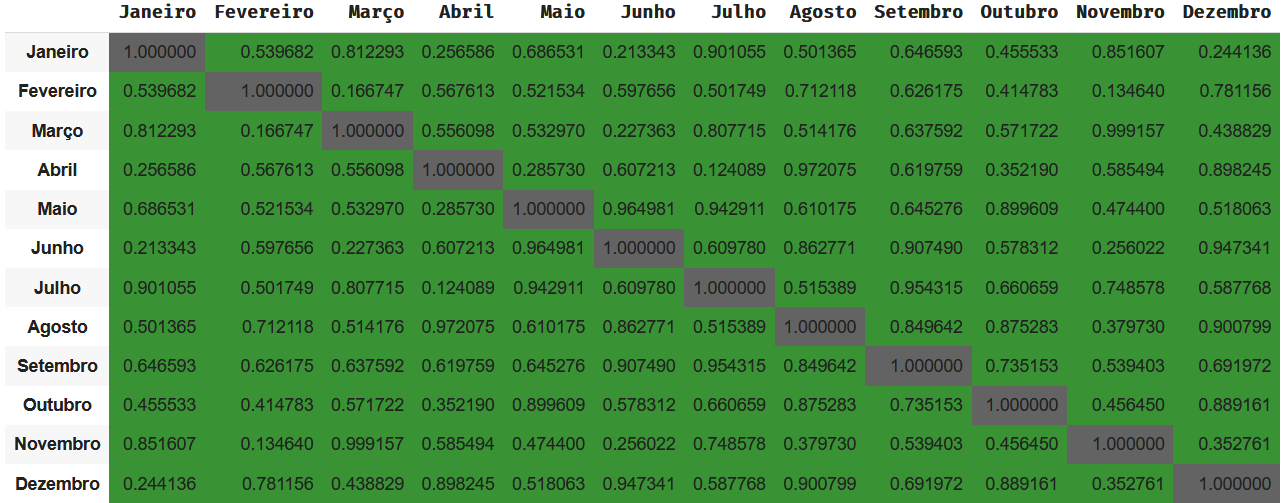 Janeiro Fevereiro Março Abril Maio Junho Julho Agosto Setembro Outubro Novembro Dezembro
Janeiro 1.000000 0.539682 0.812293 0.256586 0.686531 0.213343 0.901055 0.501365 0.646593 0.455533 0.851607 0.244136
Fevereiro 0.539682 1.000000 0.166747 0.567613 0.521534 0.597656 0.501749 0.712118 0.626175 0.414783 0.134640 0.781156
Março 0.812293 0.166747 1.000000 0.556098 0.532970 0.227363 0.807715 0.514176 0.637592 0.571722 0.999157 0.438829
Abril 0.256586 0.567613 0.556098 1.000000 0.285730 0.607213 0.124089 0.972075 0.619759 0.352190 0.585494 0.898245
Maio 0.686531 0.521534 0.532970 0.285730 1.000000 0.964981 0.942911 0.610175 0.645276 0.899609 0.474400 0.518063
Junho 0.213343 0.597656 0.227363 0.607213 0.964981 1.000000 0.609780 0.862771 0.907490 0.578312 0.256022 0.947341
Julho 0.901055 0.501749 0.807715 0.124089 0.942911 0.609780 1.000000 0.515389 0.954315 0.660659 0.748578 0.587768
Agosto 0.501365 0.712118 0.514176 0.972075 0.610175 0.862771 0.515389 1.000000 0.849642 0.875283 0.379730 0.900799
Setembro 0.646593 0.626175 0.637592 0.619759 0.645276 0.907490 0.954315 0.849642 1.000000 0.735153 0.539403 0.691972
Outubro 0.455533 0.414783 0.571722 0.352190 0.899609 0.578312 0.660659 0.875283 0.735153 1.000000 0.456450 0.889161
Novembro 0.851607 0.134640 0.999157 0.585494 0.474400 0.256022 0.748578 0.379730 0.539403 0.456450 1.000000 0.352761
Dezembro 0.244136 0.781156 0.438829 0.898245 0.518063 0.947341 0.587768 0.900799 0.691972 0.889161 0.352761 1.000000